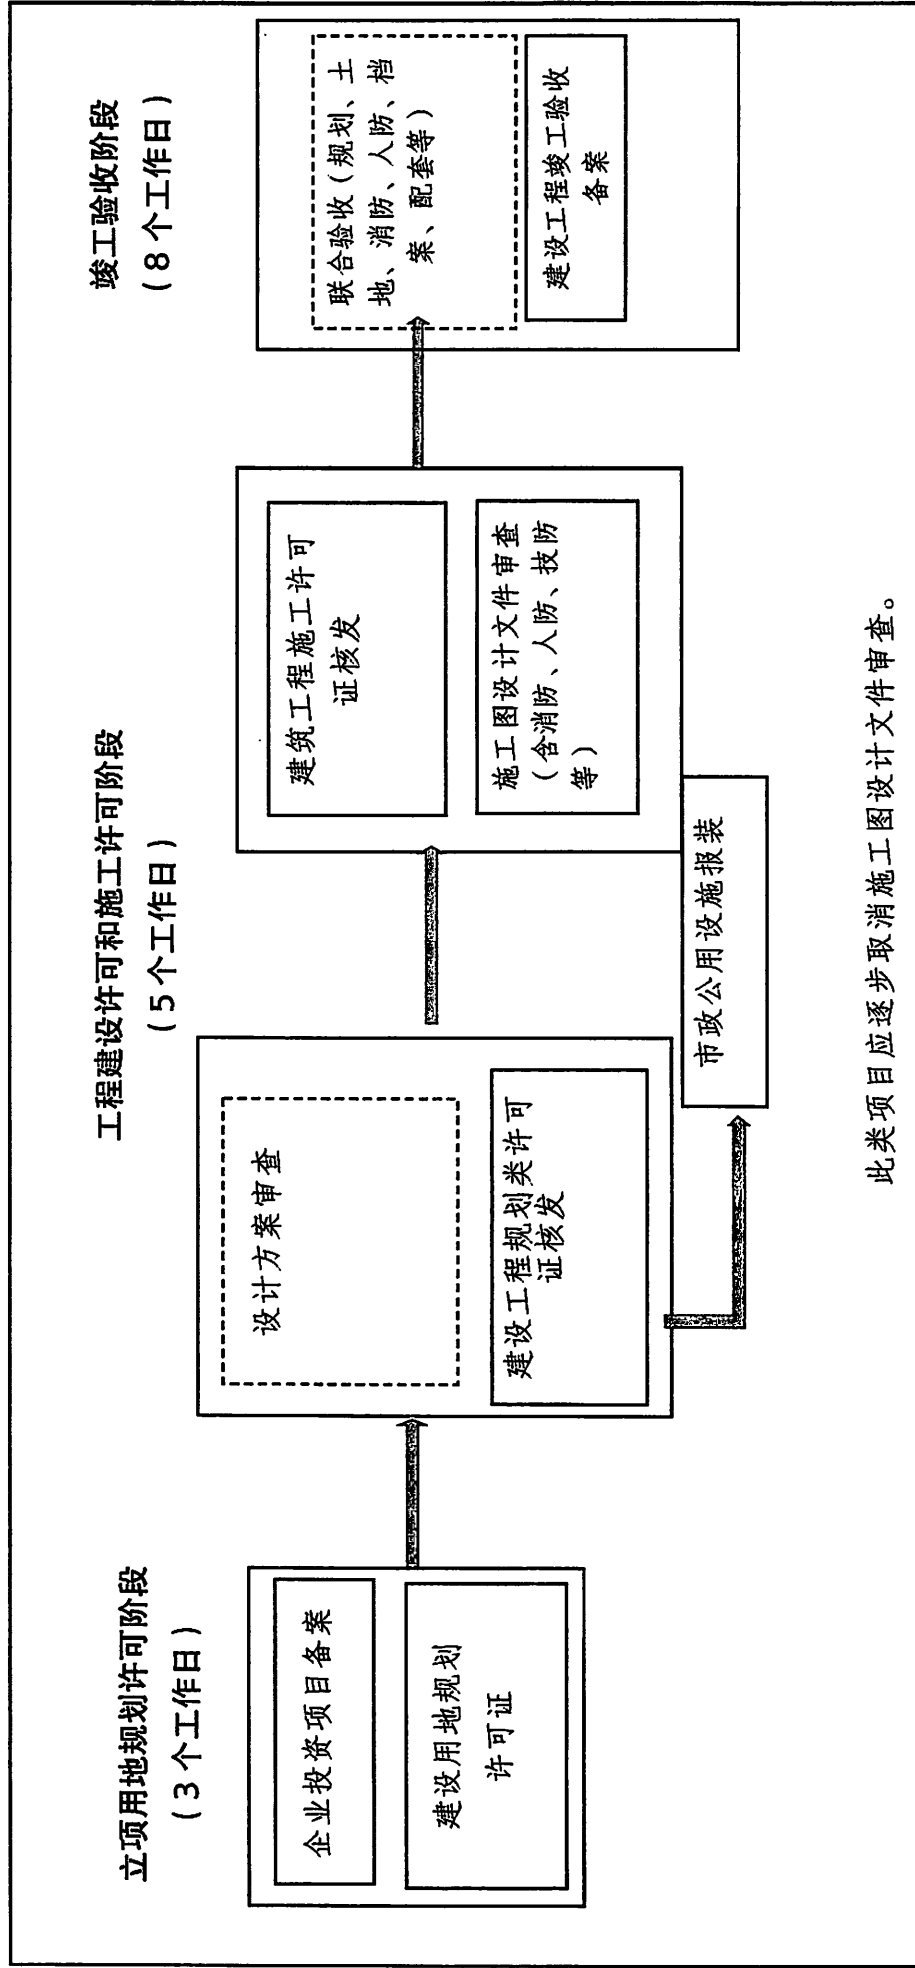 立项用地规划许可阶段
（3个工作日）
企业投资项目备案
建设用地规划
许可证
工程建设许可和施工许可阶段
（5个工作日）
设计方案审查
建设工程规划类许可
证核发
建筑工程施工许可
证核发
施工图设计文件审查
（含消防、人防、技防
等）
市政公用设施报装
竣工验收阶段
（8个工作日）
联合验收（规划、土
地、消防、人防、档
案、配套等）
建设工程竣工验收
备案
此类项目应逐步取消施工图设计文件审查。